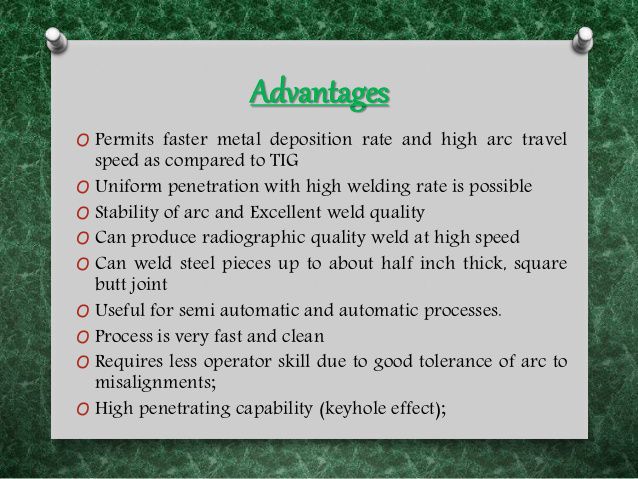 Advantages
O Permits faster metal deposition rate and high arc travel
speed as compared to TIG
O Uniform penetration with high welding rate is possible
O Stability of arc and Excellent weld quality
O Can produce radiographic quality weld at high speed
O Can weld steel pieces up to about half inch thick, square
butt joint
O Useful for semi automatic and automatic processes.
O Process is very fast and clean
O Requires less operator skill due to good tolerance of arc to
misalignments;
O High penetrating capability (keyhole effect);